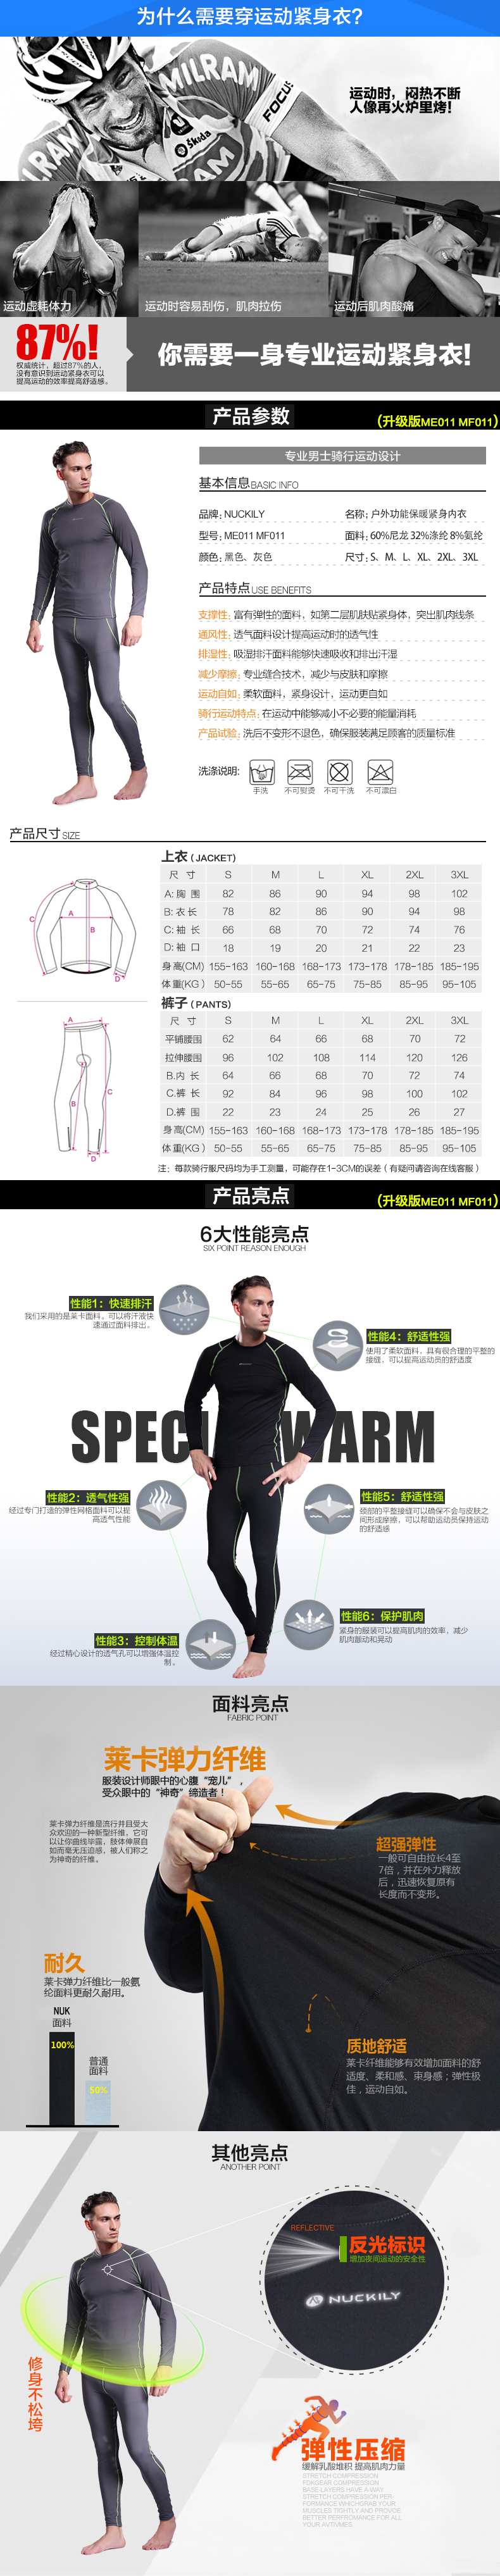 为什么需要穿运动紧身衣?
MILRAM
FOCUS
Škoda
MILRAM
运动时，闷热不断
人像再火炉里烤!
运动虚耗体力
运动时容易刮伤，肌肉拉伤
运动后肌肉酸痛
87%!
权威统计，超过87%的人，
没有意识到运动紧身衣可以
提高运动的效率提高舒适感。
你需要一身专业运动紧身衣!
产品参数
(升级版ME011 MF011)
专业男士骑行运动设计
基本信息BASIC INFO
品牌：NUCKILY 名称：户外功能保暖紧身内衣
型号：ME011 MF011 面料：60%尼龙 32%涤纶 8%氨纶
颜色：黑色、灰色 尺寸：S、M、L、XL、2XL、3XL
产品特点USE BENEFITS
支撑性：富有弹性的面料，如第二层肌肤贴紧身体，突出肌肉线条
通风性：透气面料设计提高运动时的透气性
排湿性：吸湿排汗面料能够快速吸收和排出汗湿
减少摩擦：专业缝合技术，减少与皮肤和摩擦
运动自如：柔软面料，紧身设计，运动更自如
骑行运动特点：在运动中能够减小不必要的能量消耗
产品试验：洗后不变形不退色，确保服装满足顾客的质量标准
洗涤说明：
手洗 不可熨烫 不可干洗 不可漂白
产品尺寸SIZE
上衣（JACKET）
尺 寸 S M L XL 2XL 3XL
A：胸 围 82 86 90 94 98 102
B：衣 长 78 82 86 90 94 98
C：袖 长 66 68 70 72 74 76
D：袖 口 18 19 20 21 22 23
身高(CM) 155-163 160-168 168-173 173-178 178-185 185-195
体重(KG) 50-55 55-65 65-75 75-85 85-95 95-105
A
B
C
D
裤子（PANTS）
尺 寸 S M L XL 2XL 3XL
平铺腰围 62 64 66 68 70 72
拉伸腰围 96 102 108 114 120 126
B.内 长 64 66 68 70 72 74
C.裤 长 92 84 96 98 100 102
D.裤 围 22 23 24 25 26 27
身高(CM) 155-163 160-168 168-173 173-178 178-185 185-195
体重(KG) 50-55 55-65 65-75 75-85 85-95 95-105
A
B
C
D
注：每款骑行服尺码均为手工测量，可能存在1-3CM的误差（有疑问请咨询在线客服）
产品亮点
(升级版ME011 MF011)
6大性能亮点
SIX POINT REASON ENOUGH
性能1：快速排汗
我们采用的是莱卡面料，可以将汗液快
速通过面料排出。
性能4：舒适性强
使用了柔软面料，具有很合理的平整的
接缝，可以提高运动员的舒适度
SPECI WARM
性能2：透气性强
经过专门打造的弹性网格面料可以提
高透气性能
性能5：舒适性强
颈部的平整接缝可以确保不会与皮肤之
间形成摩擦，可以帮助运动员保持运动
的舒适感
性能6：保护肌肉
紧身的服装可以提高肌肉的效率，减少
肌肉颤动和晃动
性能3：控制体温
经过精心设计的透气孔可以增强体温控
制。
面料亮点
FABRIC POINT
莱卡弹力纤维
服装设计师眼中的心腹“宠儿”，
受众眼中的“神奇”缔造者！
莱卡弹力纤维是流行并且受大
众欢迎的一种新型纤维，它可
以让你曲线毕露，肢体伸展自
如而毫无压迫感，被人们称之
为神奇的纤维。
超强弹性
一般可自由拉长4至
7倍，并在外力释放
后，迅速恢复原有
长度而不变形。
耐久
莱卡弹力纤维比一般氨
纶面料更耐久耐用。
NUK
面料
100%
普通
面料
50%
质地舒适
莱卡纤维能够有效增加面料的舒
适度、柔和感、束身感；弹性极
佳，运动自如。
其他亮点
ANOTHER POINT
REFLECTIVE
反光标识
增加夜间运动的安全性
NUCKILY
修身不松垮
弹性压缩
缓解乳酸堆积 提高肌肉力量
STRETCH COMPRESSION
FOXGEAR COMPRESSION
BASE-LAYERS HAVE A-WAY
STRETCH COMPRESSION PER-
FORMANCE WHICHGRAB YOUR
MUSCLES TIGHTLY AND PROVDE
BETTER PERFROMANCE FOR ALL
YOUR AVTIVIMES.